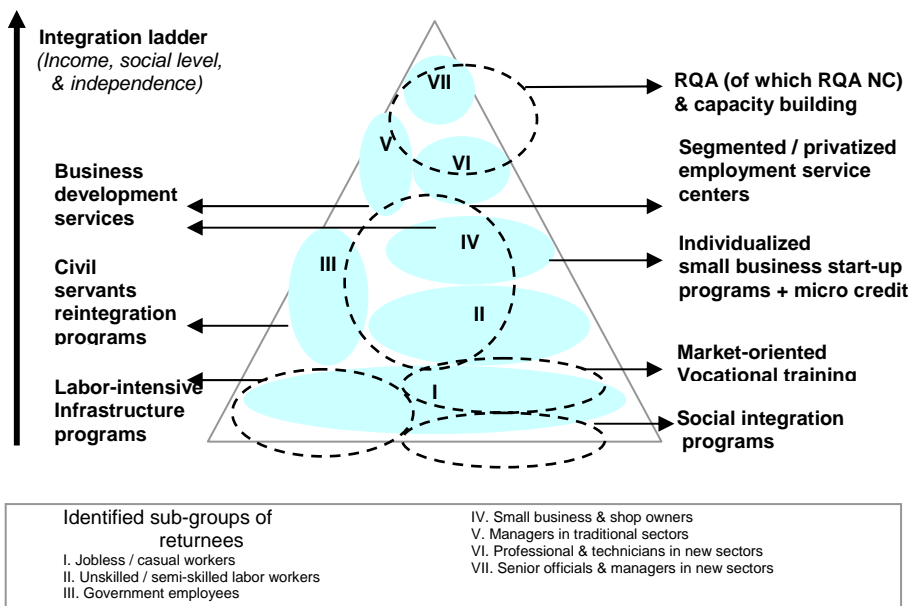 Integration ladder
(Income, social level,
& independence)
VII
V
VI
IV
III
II
I
Business
development
services
Civil
servants
reintegration
programs
Labor-intensive
Infrastructure
programs
RQA (of which RQA NC)
& capacity building
Segmented / privatized
employment service
centers
Individualized
small business start-up
programs + micro credit
Market-oriented
Vocational training
Social integration
programs
Identified sub-groups of
returnees
I. Jobless / casual workers
II. Unskilled / semi-skilled labor workers
III. Government employees
IV. Small business & shop owners
V. Managers in traditional sectors
VI. Professional & technicians in new sectors
VII. Senior officials & managers in new sectors